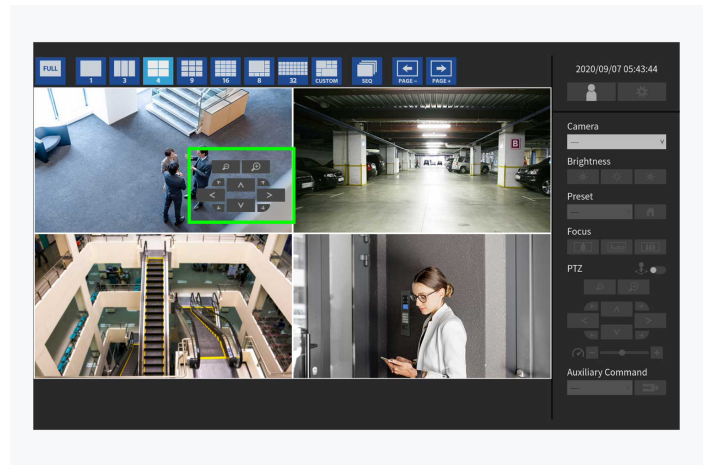 FULL
1
3
4
9
16
8
32
CUSTOM
SEQ
PAGE −
PAGE +
2020/09/07 05:43:44
B
Camera
----
Brightness
Preset
----
Focus
PTZ
Auxiliary Command
----